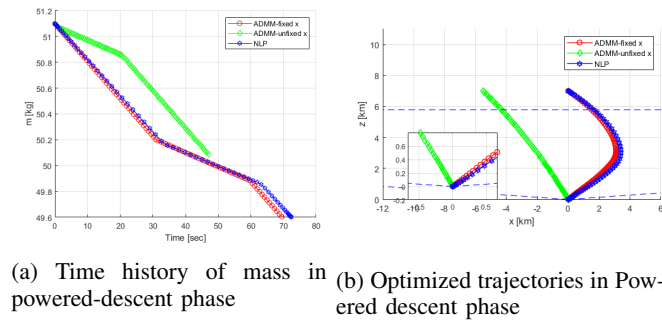 51.2
51
50.8
50.6
50.4
50.2
50
49.8
49.6
m [kg]
0 10 20 30 40 50 60 70 80
Time [sec]
ADMM-fixed x
ADMM-unfixed x
NLP
10
8
6
4
2
0
z [km]
-12 -10 -8 -6 -4 -2 0 2 4 6
x [km]
ADMM-fixed x
ADMM-unfixed x
NLP
0.6
0.4
0.2
-0
-0.2
0 0.5
(a) Time history of mass in
powered-descent phase
(b) Optimized trajectories in Pow-
ered descent phase